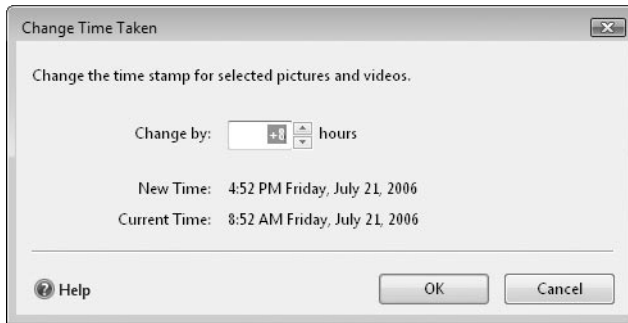 Change Time Taken
Change the time stamp for selected pictures and videos.
Change by: +8 hours
New Time: 4:52 PM Friday, July 21, 2006
Current Time: 8:52 AM Friday, July 21, 2006
Help OK Cancel